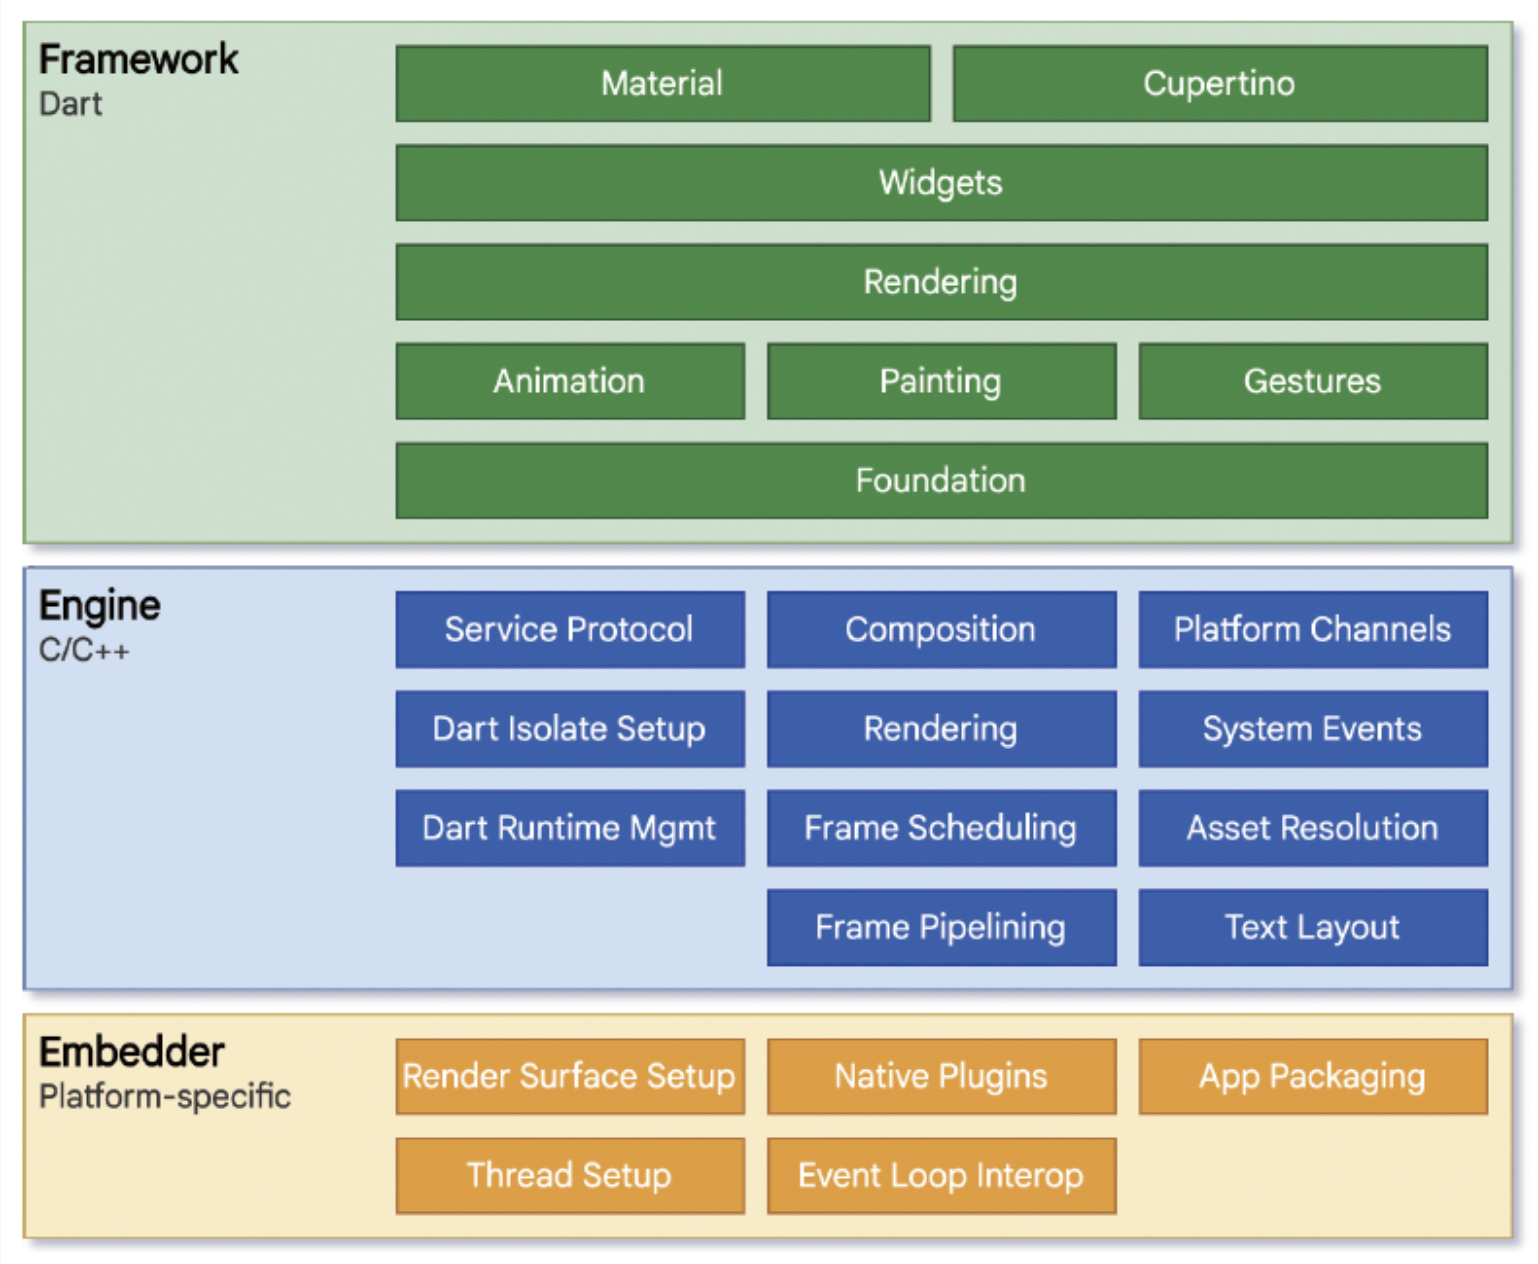 Framework
Dart
Material
Cupertino
Widgets
Rendering
Animation
Painting
Gestures
Foundation
Engine
C/C++
Service Protocol
Composition
Platform Channels
Dart Isolate Setup
Rendering
System Events
Dart Runtime Mgmt
Frame Scheduling
Asset Resolution
Frame Pipelining
Text Layout
Embedder
Platform-specific
Render Surface Setup
Native Plugins
App Packaging
Thread Setup
Event Loop Interop